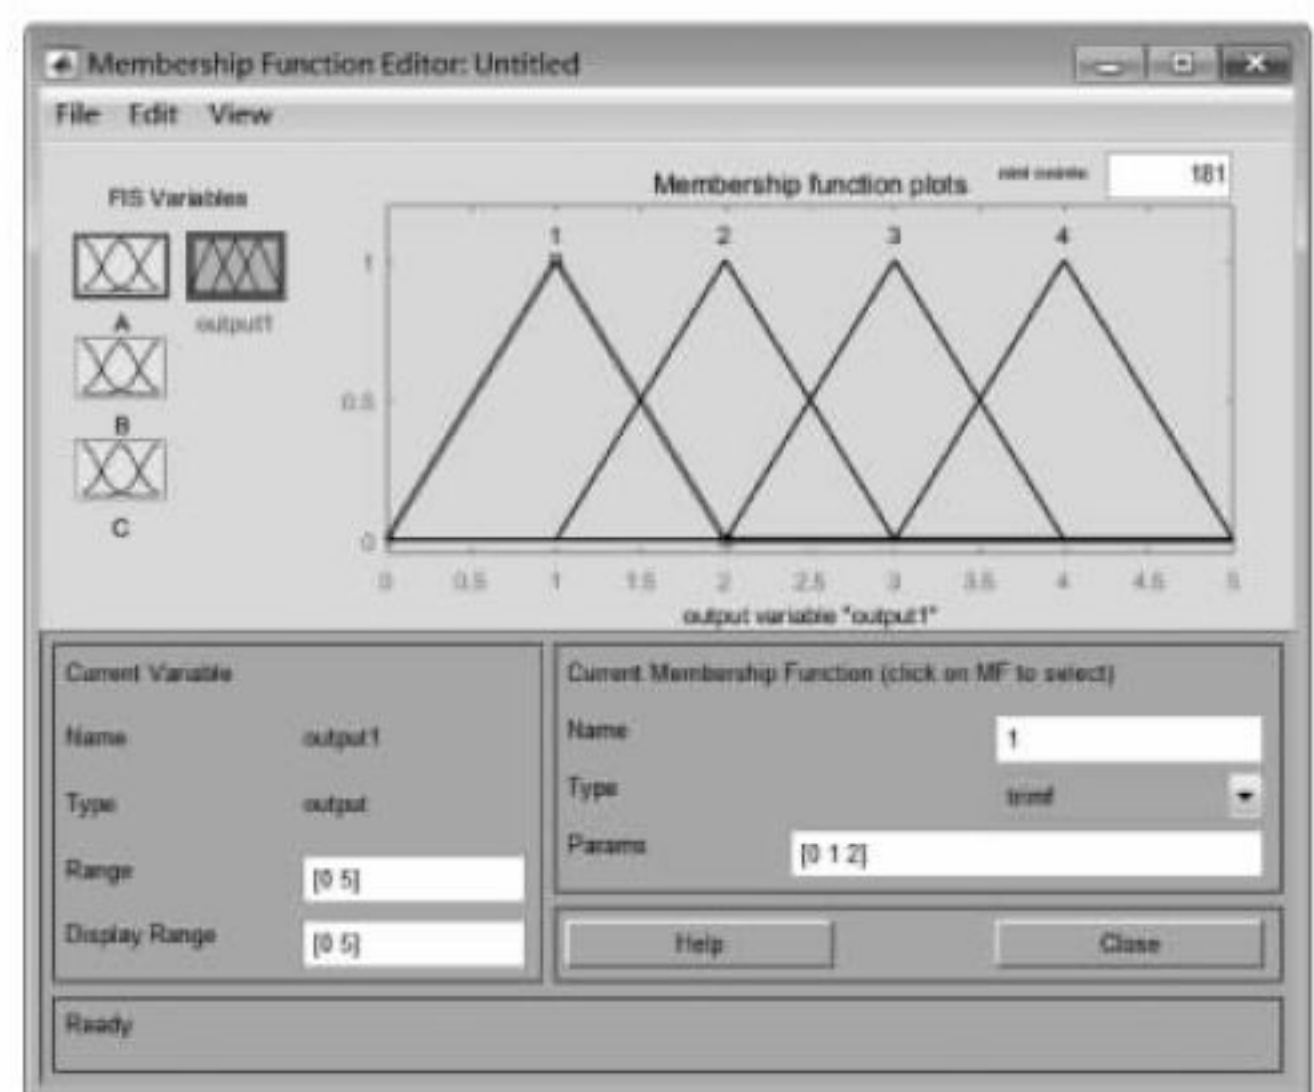 Membership Function Editor: Untitled
File Edit View
FIS Variables
A
output1
B
C
Membership function plots
181
1 2 3 4
1
0.5
0
0 0.5 1 1.5 2 2.5 3 3.5 4 4.5 5
output variable "output1"
Current Variable
Name output1
Type output
Range [0 5]
Display Range [0 5]
Current Membership Function (click on MF to select)
Name 1
Type trimf
Params [0 1 2]
Help Close
Ready